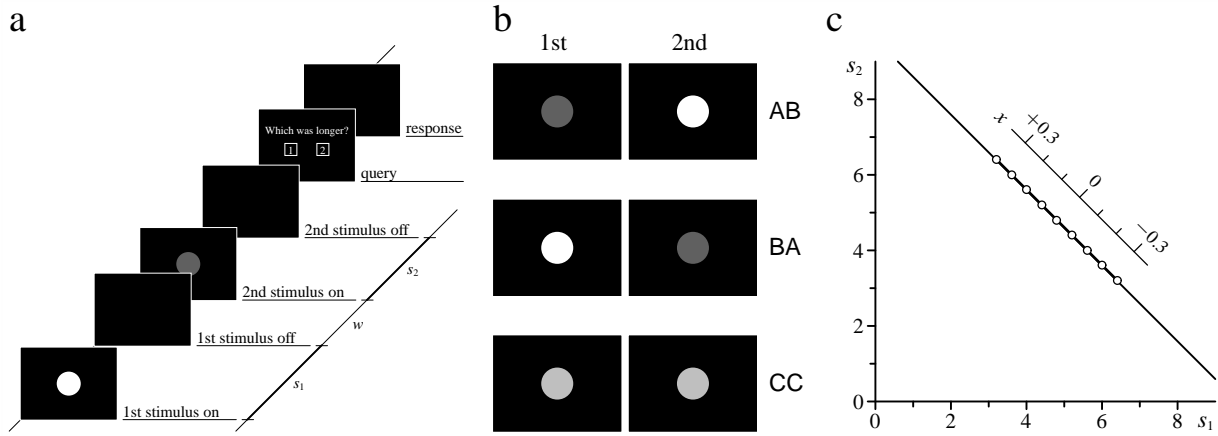 a
Which was longer?
1 2
response
query
2nd stimulus off
s2
2nd stimulus on
w
1st stimulus off
s1
1st stimulus on
b
1st 2nd
AB
BA
CC
c
s2
8
6
4
2
0
x
+0.3
0
−0.3
0 2 4 6 8 s1